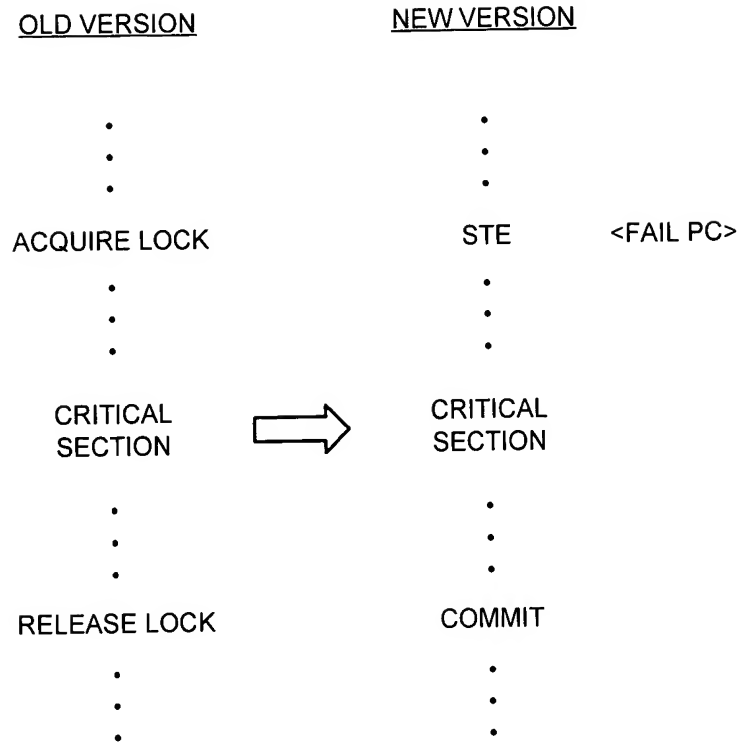 OLD VERSION
NEW VERSION
ACQUIRE LOCK
STE
<FAIL PC>
CRITICAL
SECTION
CRITICAL
SECTION
RELEASE LOCK
COMMIT